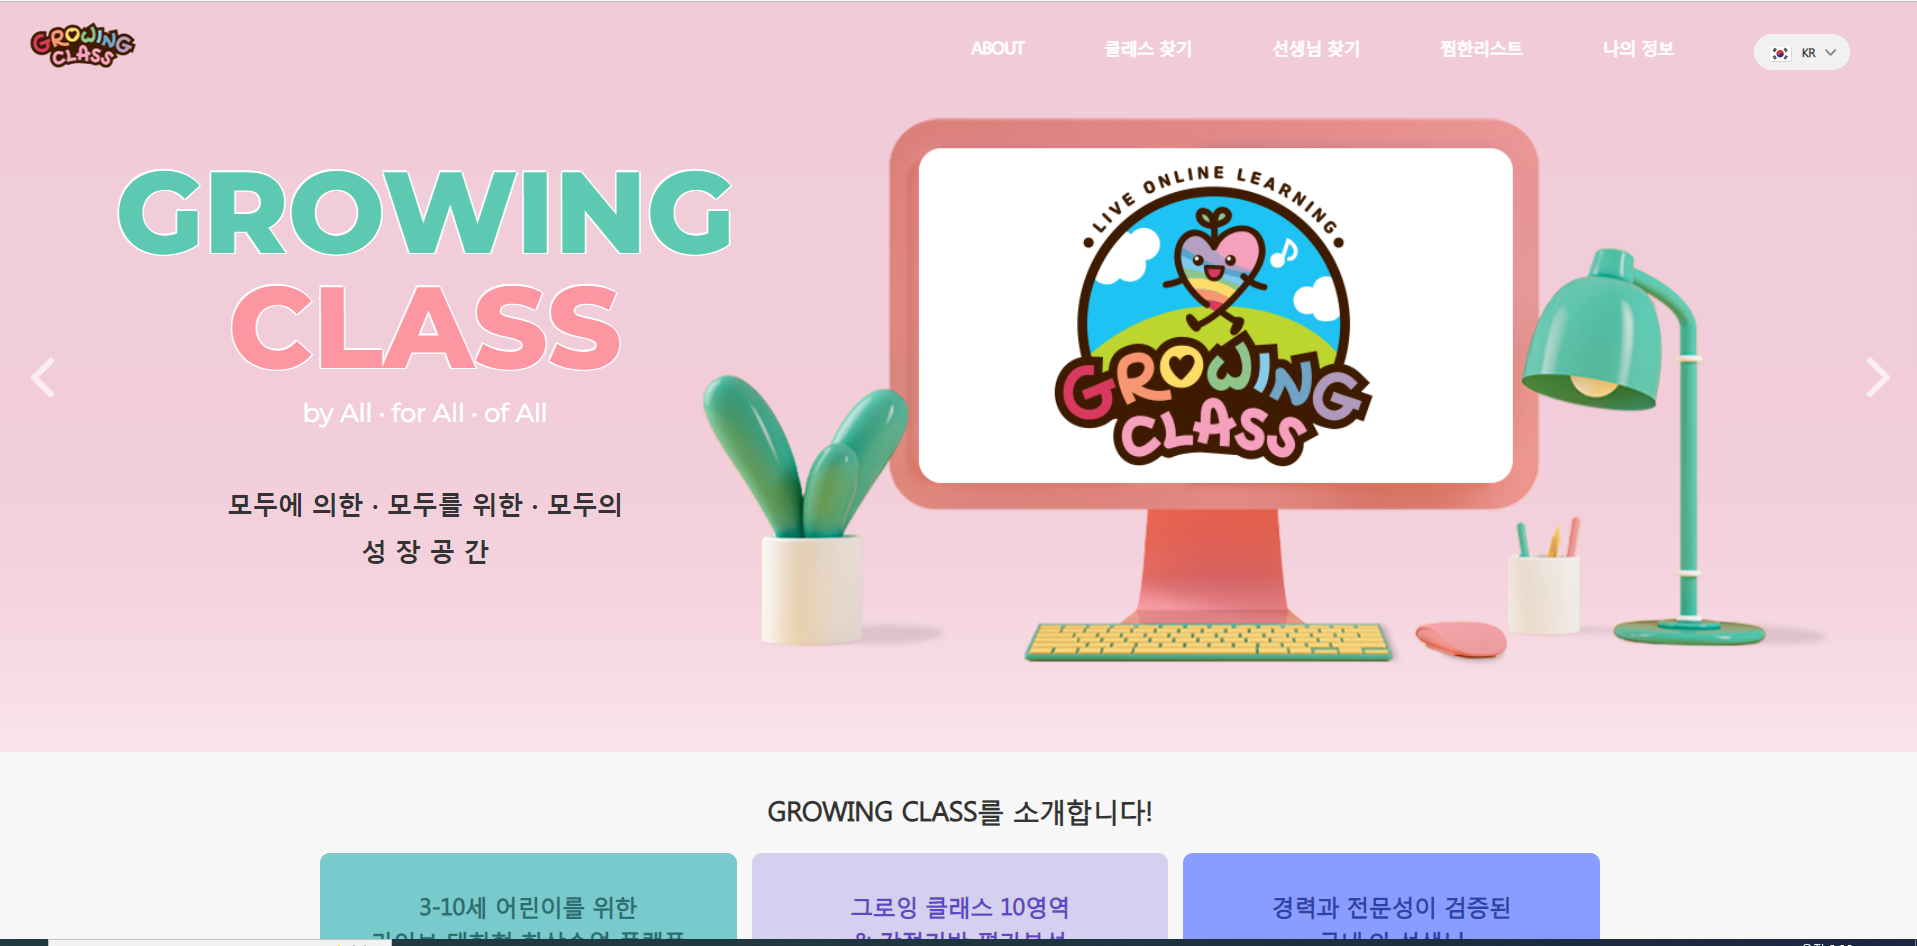 GROWING
CLASS
ABOUT
클래스 찾기
선생님 찾기
찜한리스트
나의 정보
KR
GROWING
CLASS
by All · for All · of All
모두에 의한 · 모두를 위한 · 모두의
성 장 공 간
• LIVE ONLINE LEARNING •
GROWING
CLASS
GROWING CLASS를 소개합니다!
3-10세 어린이를 위한
그로잉 클래스 10영역
경력과 전문성이 검증된